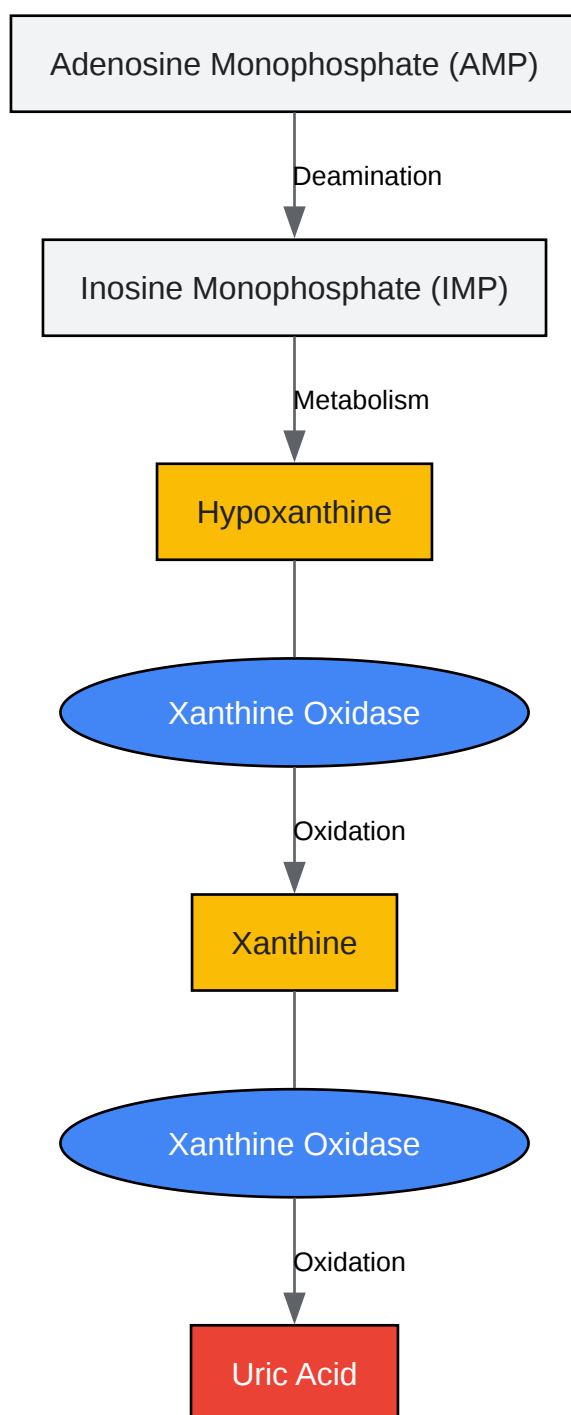 Adenosine Monophosphate (AMP)
Deamination
Inosine Monophosphate (IMP)
Metabolism
Hypoxanthine
Xanthine Oxidase
Oxidation
Xanthine
Xanthine Oxidase
Oxidation
Uric Acid